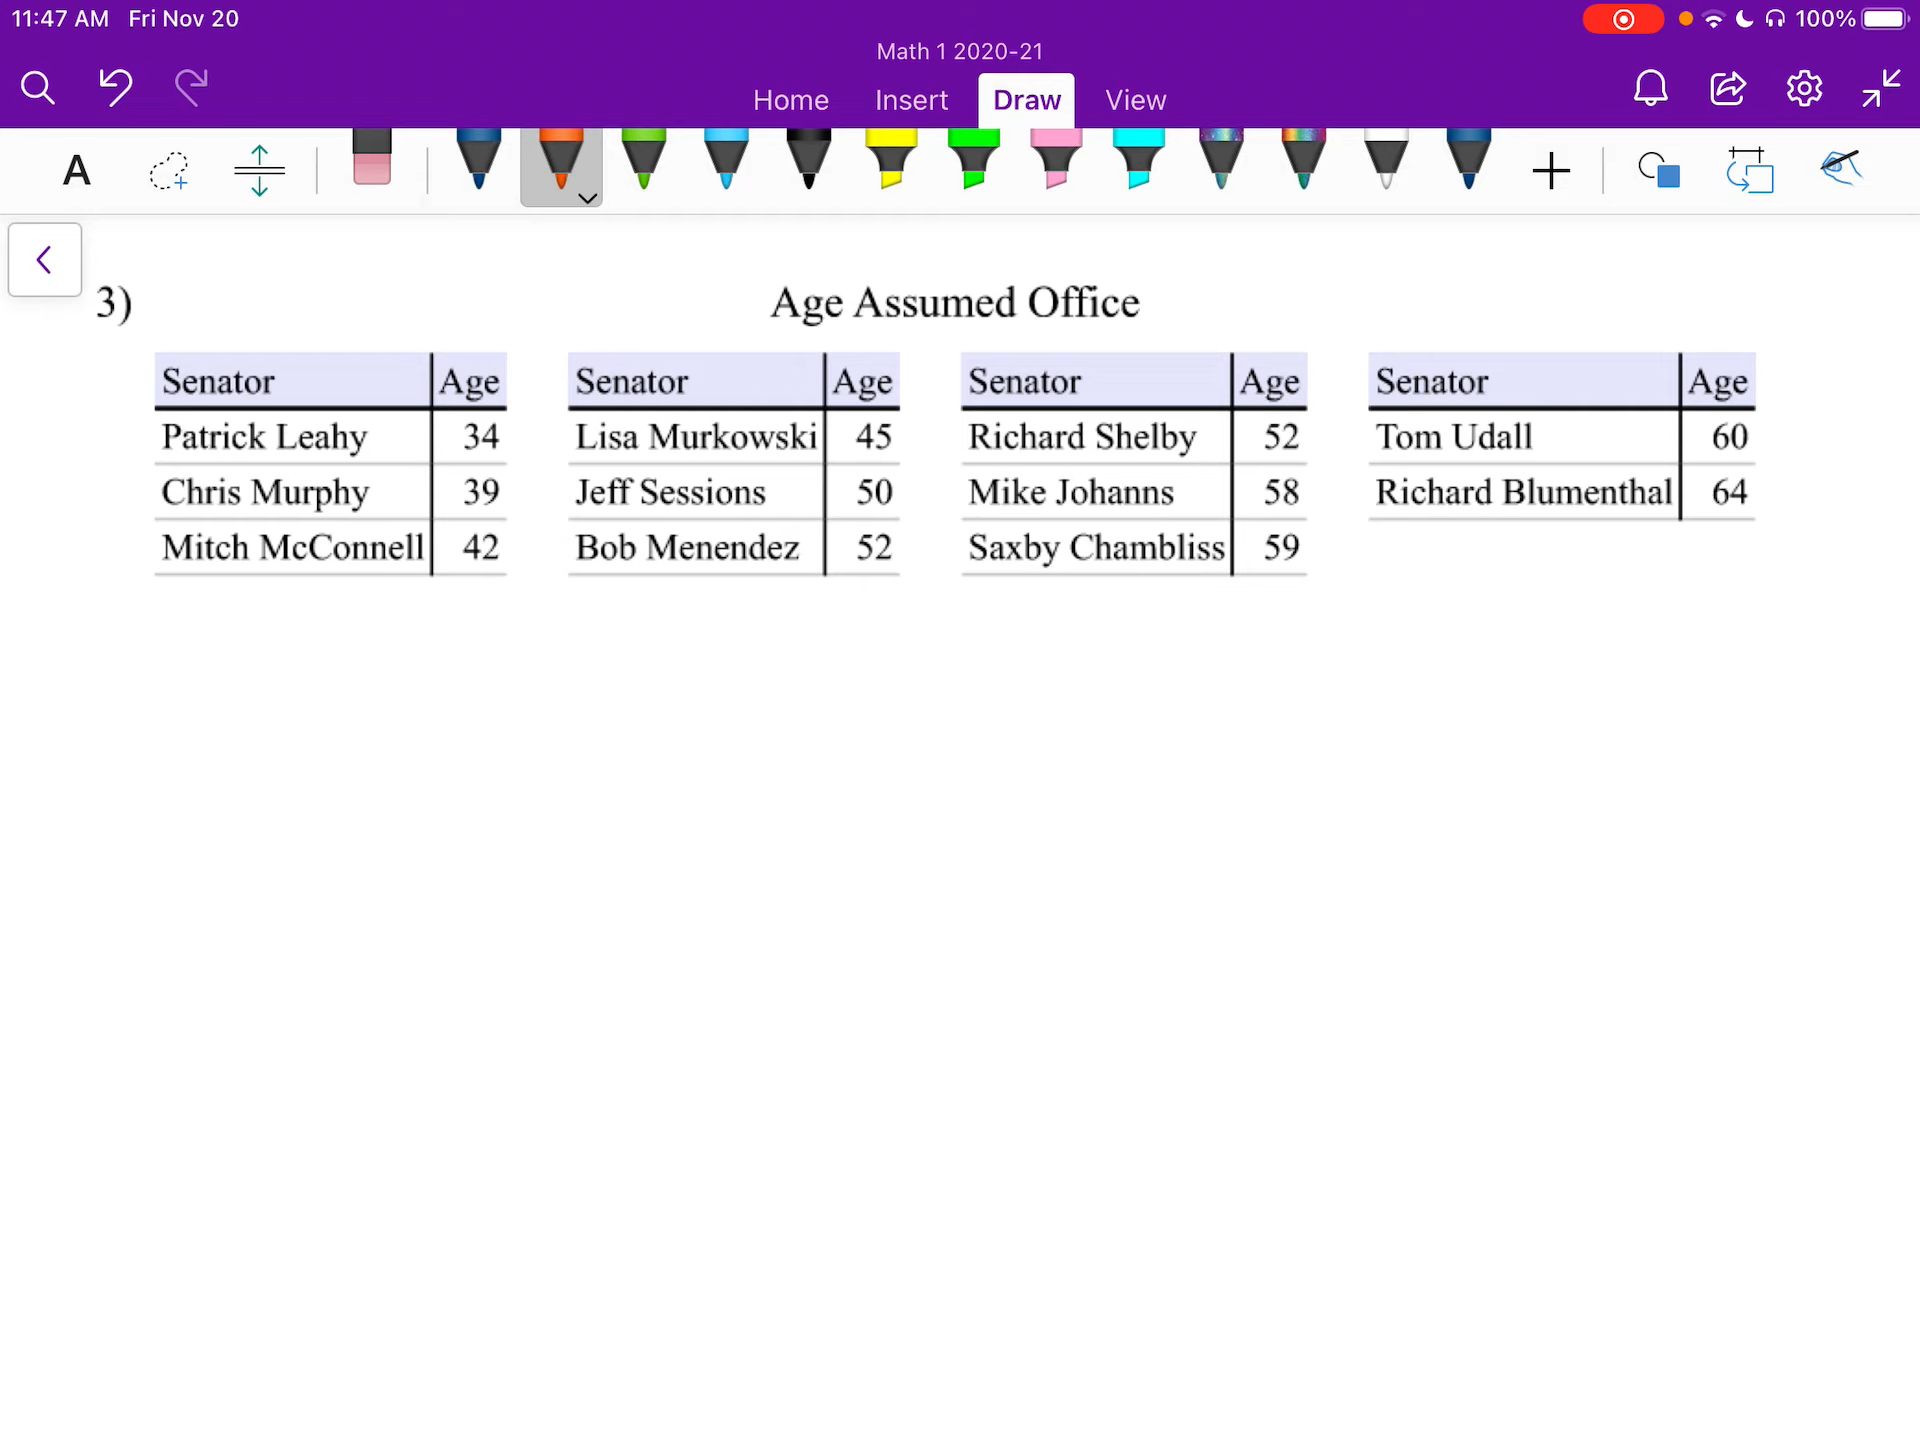 11:47 AM Fri Nov 20 100%
Math 1 2020-21
Home Insert Draw View
A
3) Age Assumed Office
Senator Age Senator Age Senator Age Senator Age
Patrick Leahy 34 Lisa Murkowski 45 Richard Shelby 52 Tom Udall 60
Chris Murphy 39 Jeff Sessions 50 Mike Johanns 58 Richard Blumenthal 64
Mitch McConnell 42 Bob Menendez 52 Saxby Chambliss 59